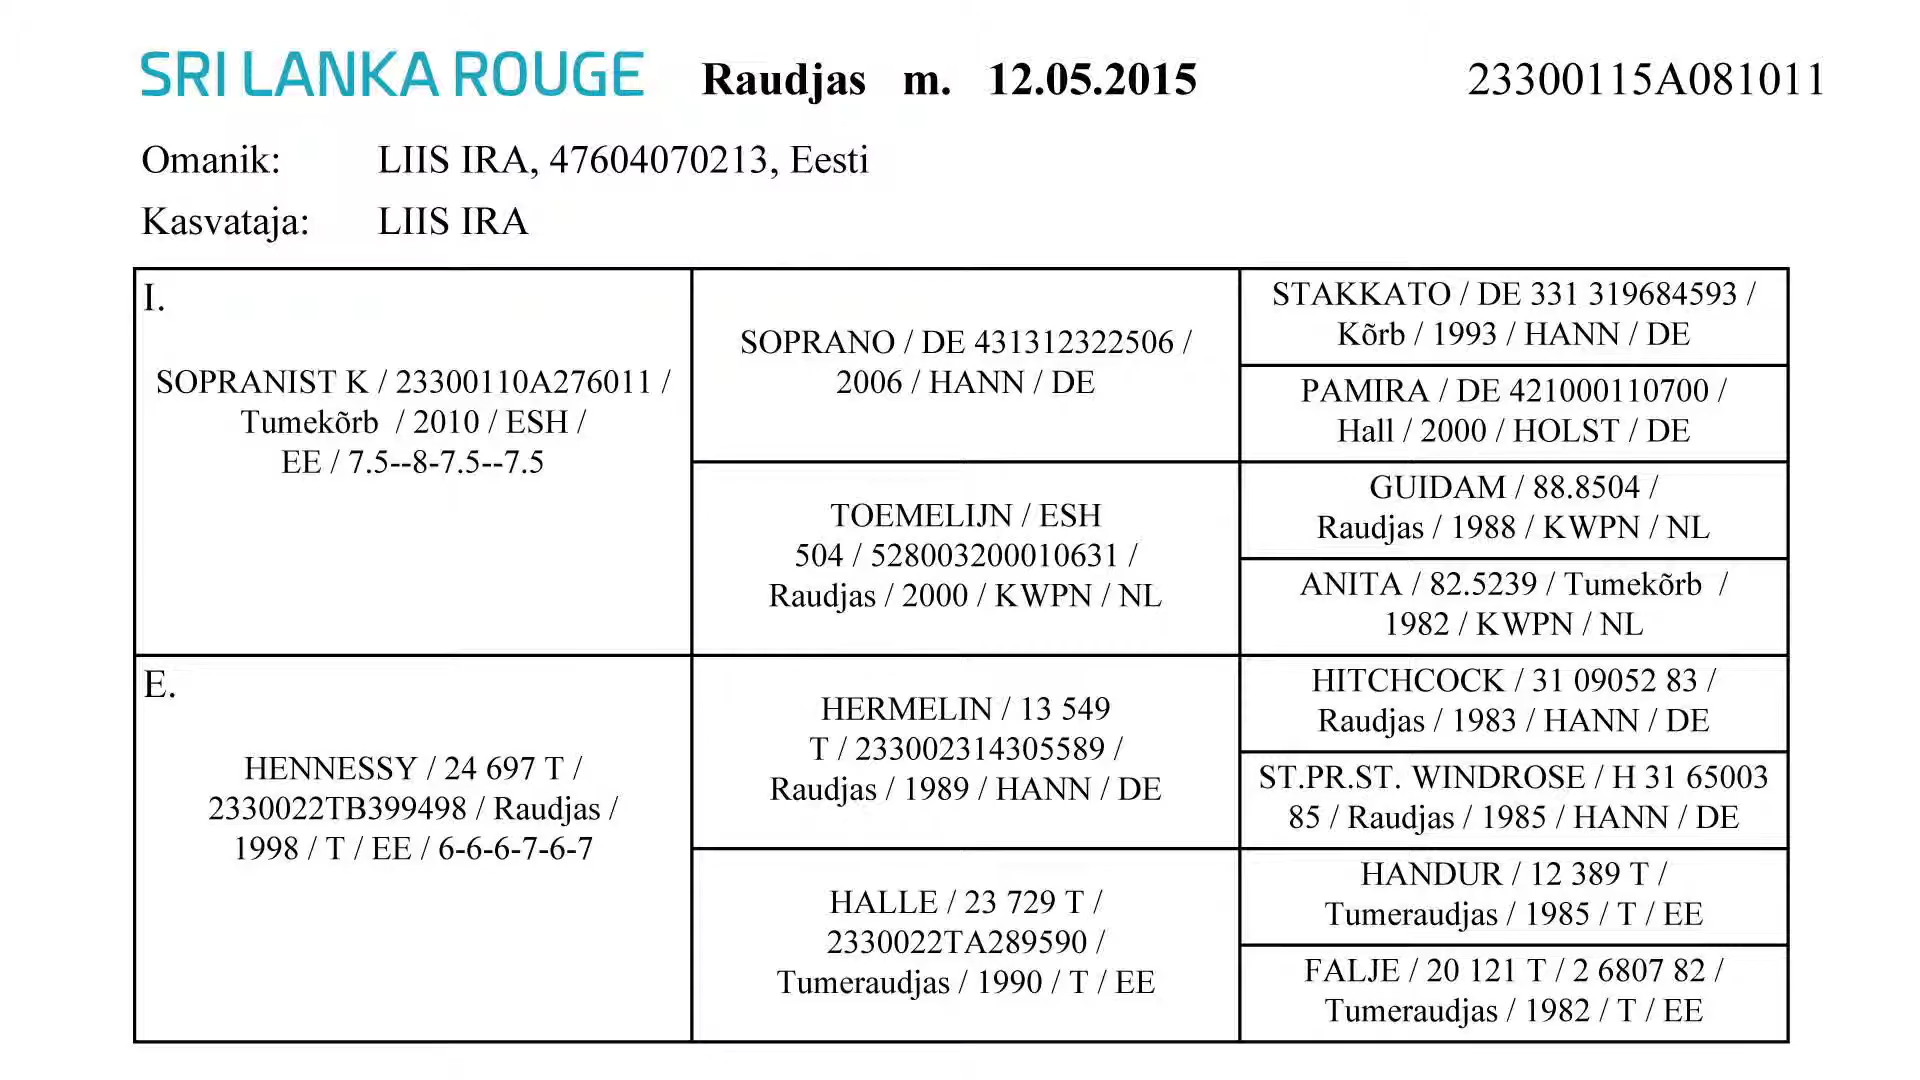 SRI LANKA ROUGE Raudjas m. 12.05.2015 23300115A081011
Omanik: LIIS IRA, 47604070213, Eesti
Kasvataja: LIIS IRA
I.
SOPRANIST K / 23300110A276011 /
Tumekõrb / 2010 / ESH /
EE / 7.5--8-7.5--7.5
SOPRANO / DE 431312322506 /
2006 / HANN / DE
STAKKATO / DE 331 319684593 /
Kõrb / 1993 / HANN / DE
PAMIRA / DE 421000110700 /
Hall / 2000 / HOLST / DE
TOEMELIJN / ESH
504 / 528003200010631 /
Raudjas / 2000 / KWPN / NL
GUIDAM / 88.8504 /
Raudjas / 1988 / KWPN / NL
ANITA / 82.5239 / Tumekõrb /
1982 / KWPN / NL
E.
HENNESSY / 24 697 T /
2330022TB399498 / Raudjas /
1998 / T / EE / 6-6-6-7-6-7
HERMELIN / 13 549
T / 233002314305589 /
Raudjas / 1989 / HANN / DE
HITCHCOCK / 31 09052 83 /
Raudjas / 1983 / HANN / DE
ST.PR.ST. WINDROSE / H 31 65003
85 / Raudjas / 1985 / HANN / DE
HALLE / 23 729 T /
2330022TA289590 /
Tumeraudjas / 1990 / T / EE
HANDUR / 12 389 T /
Tumeraudjas / 1985 / T / EE
FALJE / 20 121 T / 2 6807 82 /
Tumeraudjas / 1982 / T / EE